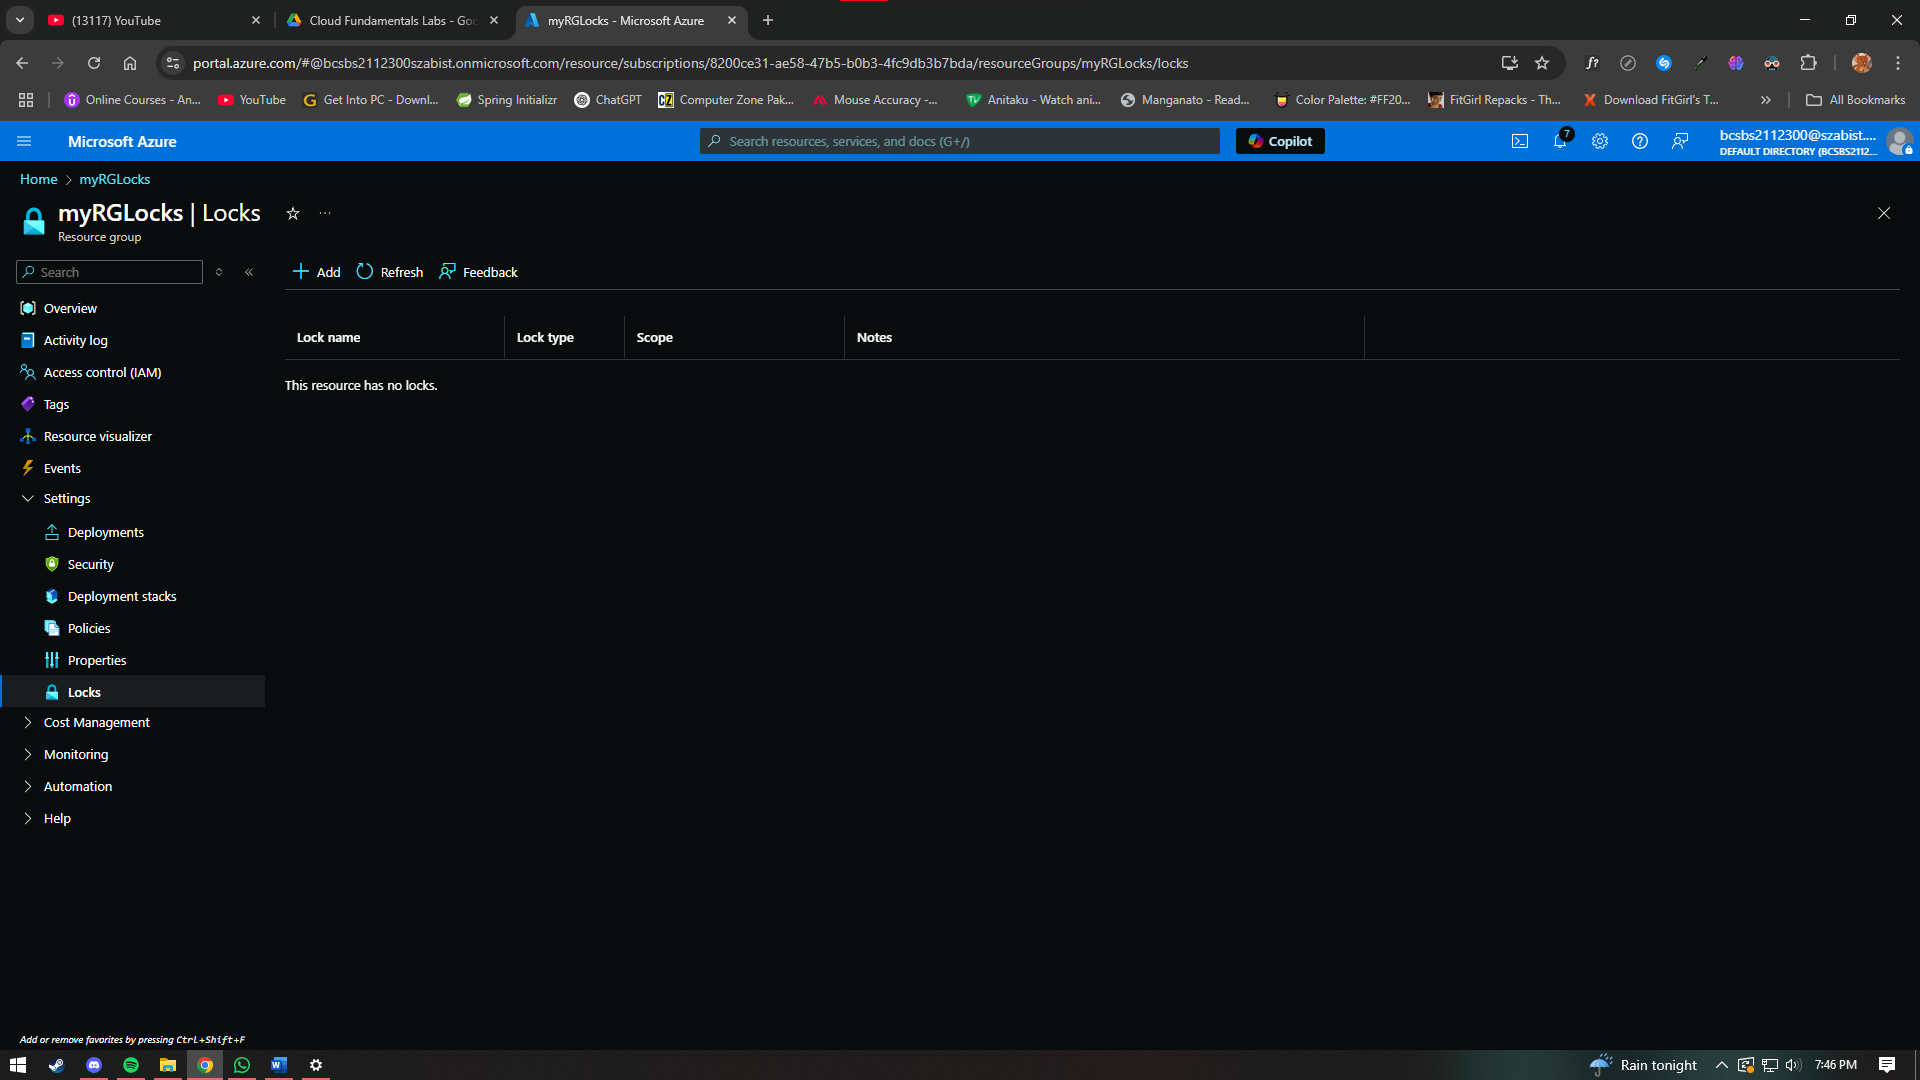 (13117) YouTube
Cloud Fundamentals Labs - Goo
myRGLocks - Microsoft Azure
portal.azure.com/#@bcsbs2112300szabist.onmicrosoft.com/resource/subscriptions/8200ce31-ae58-47b5-b0b3-4fc9db3b7bda/resourceGroups/myRGLocks/locks
Online Courses - An...
YouTube
Get Into PC - Downl...
Spring Initializr
ChatGPT
Computer Zone Pak...
Mouse Accuracy -...
Anitaku - Watch ani...
Manganato - Read...
Color Palette: #FF20...
FitGirl Repacks - Th...
Download FitGirl's T...
All Bookmarks
Microsoft Azure
Search resources, services, and docs (G+/)
Copilot
7
bcsbs2112300@szabist....
DEFAULT DIRECTORY (BCSBS2112...
Home > myRGLocks
myRGLocks | Locks
Resource group
Search
Add
Refresh
Feedback
Overview
Activity log
Access control (IAM)
Tags
Resource visualizer
Events
Settings
Deployments
Security
Deployment stacks
Policies
Properties
Locks
Cost Management
Monitoring
Automation
Help
Lock name
Lock type
Scope
Notes
This resource has no locks.
Add or remove favorites by pressing Ctrl+Shift+F
Rain tonight
7:46 PM